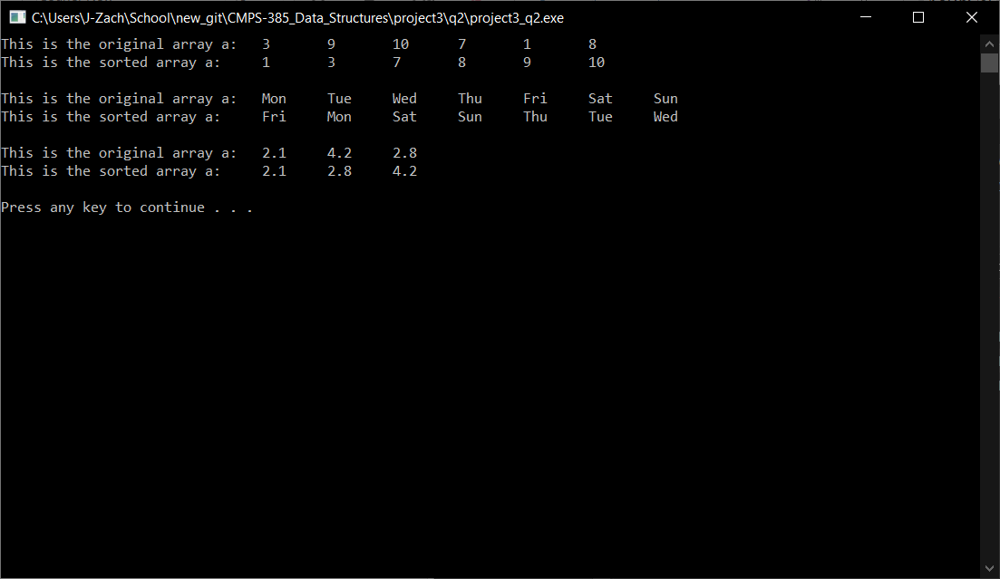 C:\Users\J-Zach\School\new_git\CMPS-385_Data_Structures\project3\q2\project3_q2.exe
This is the original array a:   3       9       10      7       1       8
This is the sorted array a:     1       3       7       8       9       10
This is the original array a:   Mon     Tue     Wed     Thu     Fri     Sat     Sun
This is the sorted array a:     Fri     Mon     Sat     Sun     Thu     Tue     Wed
This is the original array a:   2.1     4.2     2.8
This is the sorted array a:     2.1     2.8     4.2
Press any key to continue . . .